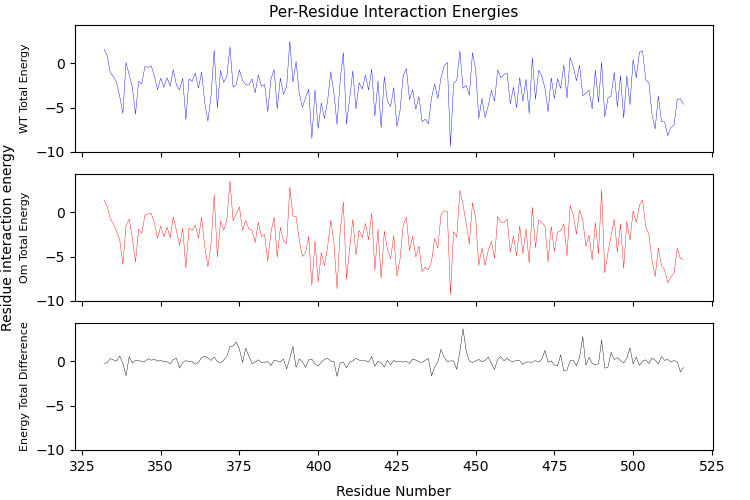 Per-Residue Interaction Energies
Residue interaction energy
WT Total Energy
0
−5
−10
Om Total Energy
0
−5
−10
Energy Total Difference
0
−5
−10
325 350 375 400 425 450 475 500 525
Residue Number